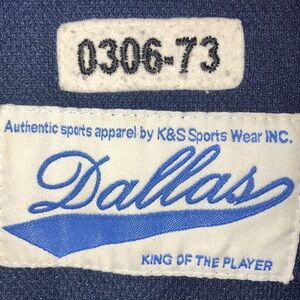 0306-73
Authentic sports apparel by K&S Sports Wear INC.
Dallas
KING OF THE PLAYER